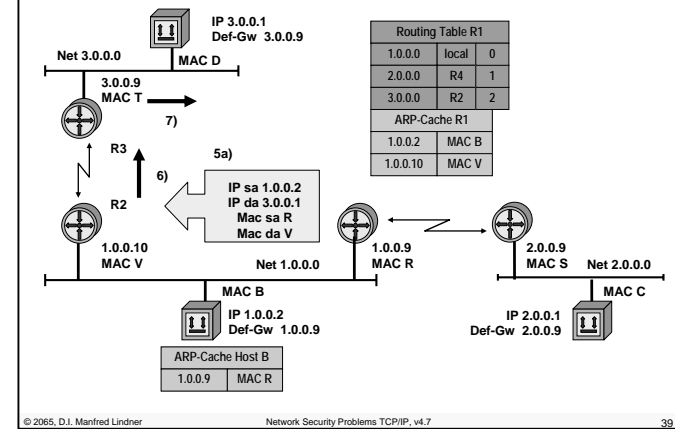 IP 3.0.0.1
Def-Gw 3.0.0.9
Net 3.0.0.0
MAC D
3.0.0.9
MAC T
7)
R3
6)
5a)
IP sa 1.0.0.2
IP da 3.0.0.1
Mac sa R
Mac da V
R2
1.0.0.10
MAC V
Net 1.0.0.0
1.0.0.9
MAC R
2.0.0.9
MAC S
Net 2.0.0.0
MAC B
IP 1.0.0.2
Def-Gw 1.0.0.9
MAC C
IP 2.0.0.1
Def-Gw 2.0.0.9
Routing Table R1
1.0.0.0 local 0
2.0.0.0 R4 1
3.0.0.0 R2 2
ARP-Cache R1
1.0.0.2 MAC B
1.0.0.10 MAC V
ARP-Cache Host B
1.0.0.9 MAC R
© 2065, D.I. Manfred Lindner
Network Security Problems TCP/IP, v4.7
39